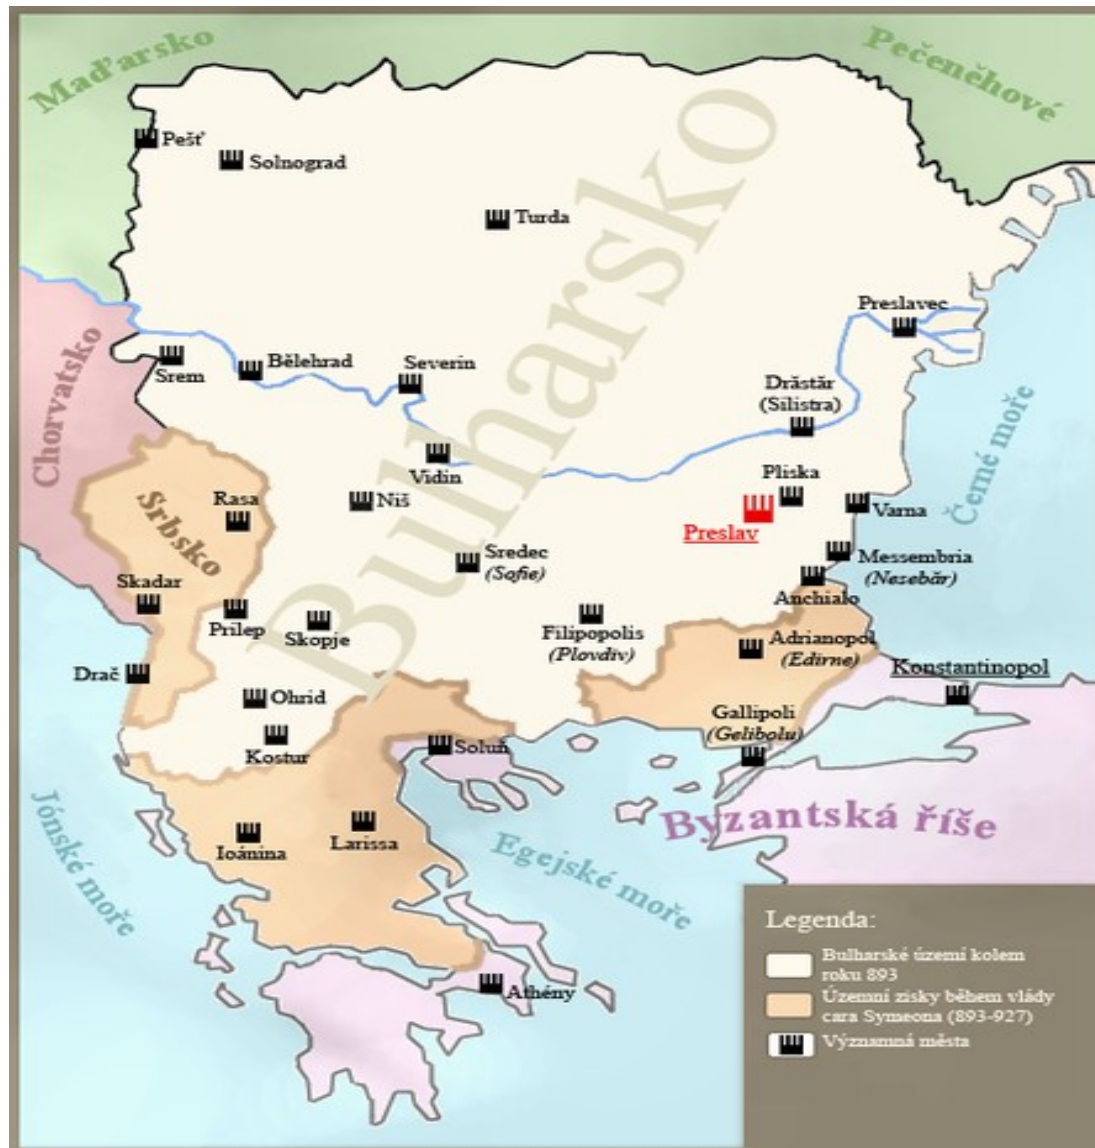 Maďarsko
Pečeněhové
Pešť
Solnograd
Turda
Bulharsko
Preslavec
Chorvatsko
Srem
Bělehrad
Severin
Drăstăr
(Silistra)
Černé moře
Vidin
Pliska
Rasa
Niš
Varna
Srbsko
Preslav
Sredec
(Sofie)
Messembria
(Nesebăr)
Skadar
Anchialo
Prilep
Skopje
Filipopolis
(Plovdiv)
Adrianopol
(Edirne)
Drač
Konstantinopol
Ohrid
Gallipoli
(Gelibolu)
Kostur
Soluň
Jónské moře
Byzantská říše
Ioánina
Larissa
Egejské moře
Athény
Legenda:
Bulharské území kolem
roku 893
Územní zisky během vlády
cara Symeona (893-927)
Významná města